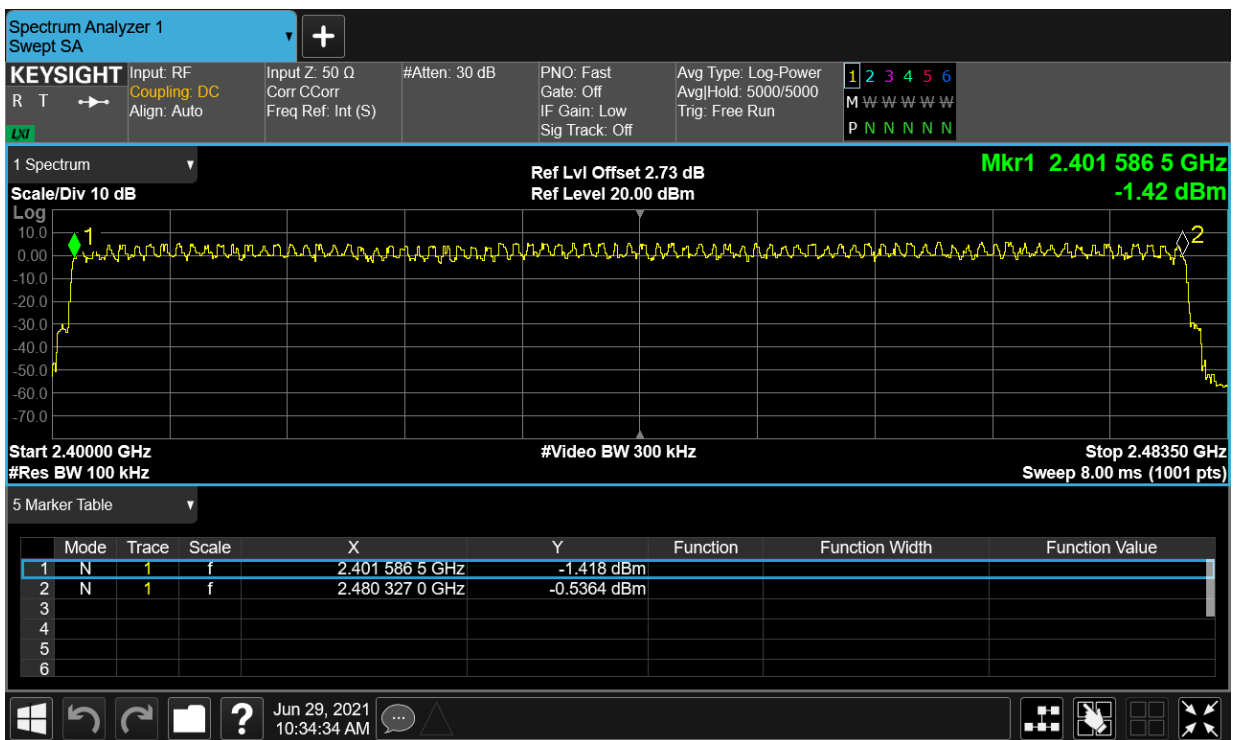 Spectrum Analyzer 1
Swept SA
KEYSIGHT
R T
LXI
Input: RF
Coupling: DC
Align: Auto
Input Z: 50 Ω
Corr CCorr
Freq Ref: Int (S)
#Atten: 30 dB
PNO: Fast
Gate: Off
IF Gain: Low
Sig Track: Off
Avg Type: Log-Power
Avg|Hold: 5000/5000
Trig: Free Run
1 2 3 4 5 6
M W W W W W
P N N N N N
1 Spectrum
Ref Lvl Offset 2.73 dB
Mkr1 2.401 586 5 GHz
Scale/Div 10 dB
Ref Level 20.00 dBm
-1.42 dBm
Log
10.0
0.00
-10.0
-20.0
-30.0
-40.0
-50.0
-60.0
-70.0
1
2
Start 2.40000 GHz
#Video BW 300 kHz
Stop 2.48350 GHz
#Res BW 100 kHz
Sweep 8.00 ms (1001 pts)
5 Marker Table
Mode Trace Scale X Y Function Function Width Function Value
1 N 1 f 2.401 586 5 GHz -1.418 dBm
2 N 1 f 2.480 327 0 GHz -0.5364 dBm
3
4
5
6
?
Jun 29, 2021
10:34:34 AM